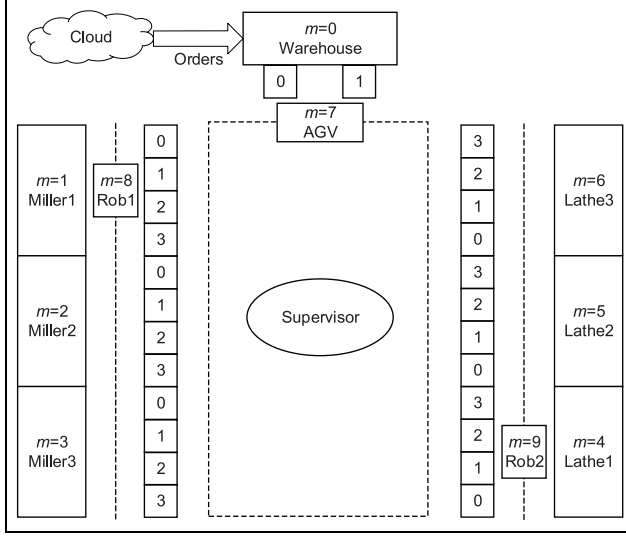 Cloud
Orders
m=0
Warehouse
0
1
m=7
AGV
m=1
Miller1
m=2
Miller2
m=3
Miller3
m=8
Rob1
0
1
2
3
0
1
2
3
0
1
2
3
Supervisor
3
2
1
0
3
2
1
0
3
2
1
0
m=9
Rob2
m=6
Lathe3
m=5
Lathe2
m=4
Lathe1